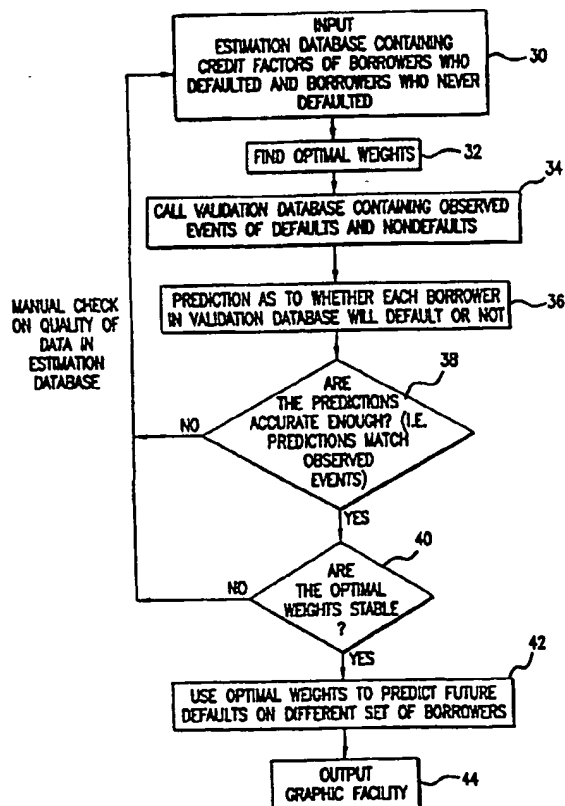 INPUT
ESTIMATION DATABASE CONTAINING
CREDIT FACTORS OF BORROWERS WHO
DEFAULTED AND BORROWERS WHO NEVER
DEFAULTED
30
FIND OPTIMAL WEIGHTS
32
34
CALL VALIDATION DATABASE CONTAINING OBSERVED
EVENTS OF DEFAULTS AND NONDEFAULTS
PREDICTION AS TO WHETHER EACH BORROWER
IN VALIDATION DATABASE WILL DEFAULT OR NOT
36
MANUAL CHECK
ON QUALITY OF
DATA IN
ESTIMATION
DATABASE
38
ARE
THE PREDICTIONS
ACCURATE ENOUGH? (I.E.
PREDICTIONS MATCH
OBSERVED
EVENTS)
NO
YES
40
ARE
THE OPTIMAL
WEIGHTS STABLE
?
NO
YES
42
USE OPTIMAL WEIGHTS TO PREDICT FUTURE
DEFAULTS ON DIFFERENT SET OF BORROWERS
OUTPUT
GRAPHIC FACILITY
44